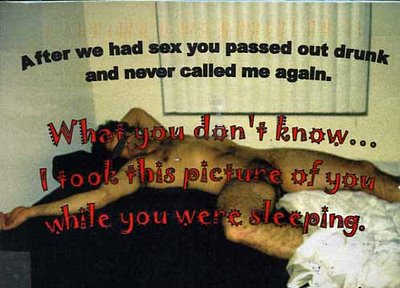 After we had sex you passed out drunk
and never called me again.
What you don't know...
I took this picture of you
while you were sleeping.